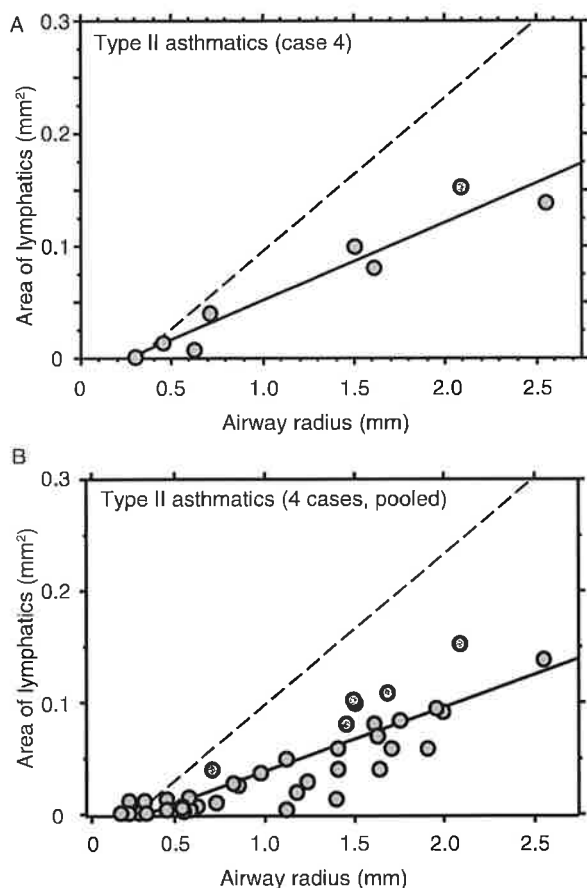 A
Type II asthmatics (case 4)
Area of lymphatics (mm²)
0.3
0.2
0.1
0
0
0.5
1.0
1.5
2.0
2.5
Airway radius (mm)
B
Type II asthmatics (4 cases, pooled)
Area of lymphatics (mm²)
0.3
0.2
0.1
0
0
0.5
1.0
1.5
2.0
2.5
Airway radius (mm)